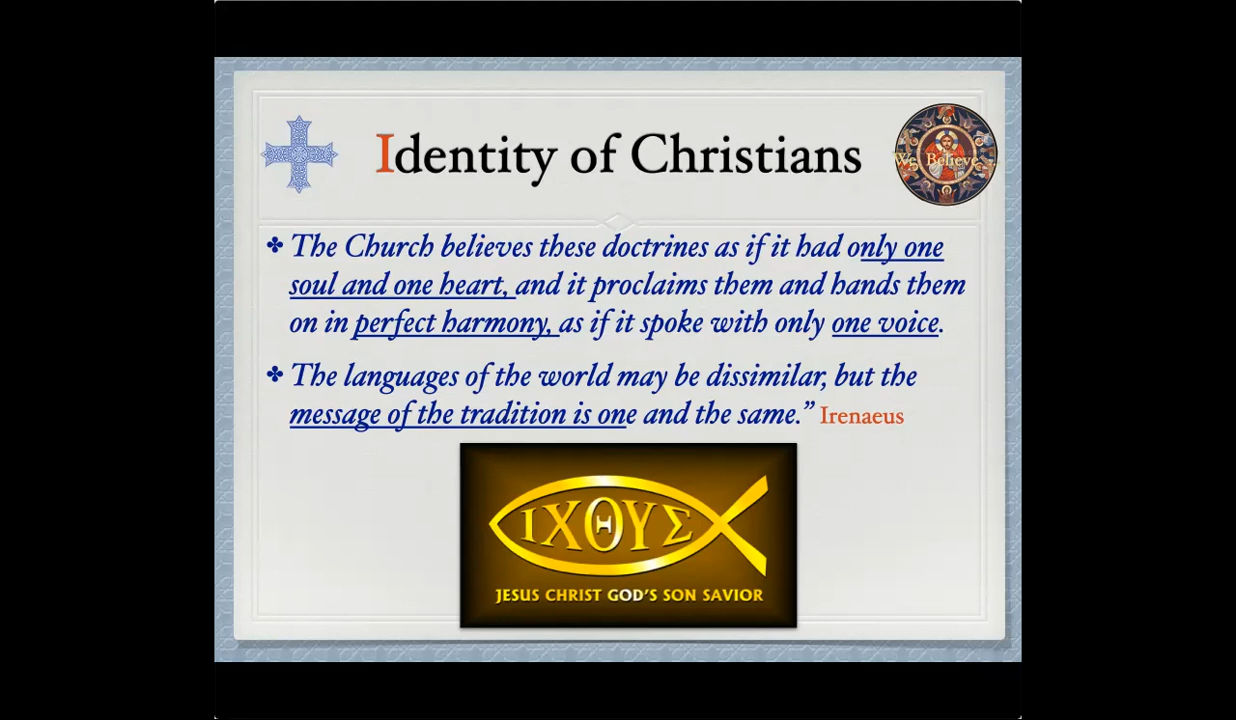 Identity of Christians
We Believe...
✤ The Church believes these doctrines as if it had only one
soul and one heart, and it proclaims them and hands them
on in perfect harmony, as if it spoke with only one voice.
✤ The languages of the world may be dissimilar, but the
message of the tradition is one and the same.” Irenaeus
ΙΧΘΥΣ
JESUS CHRIST GOD'S SON SAVIOR